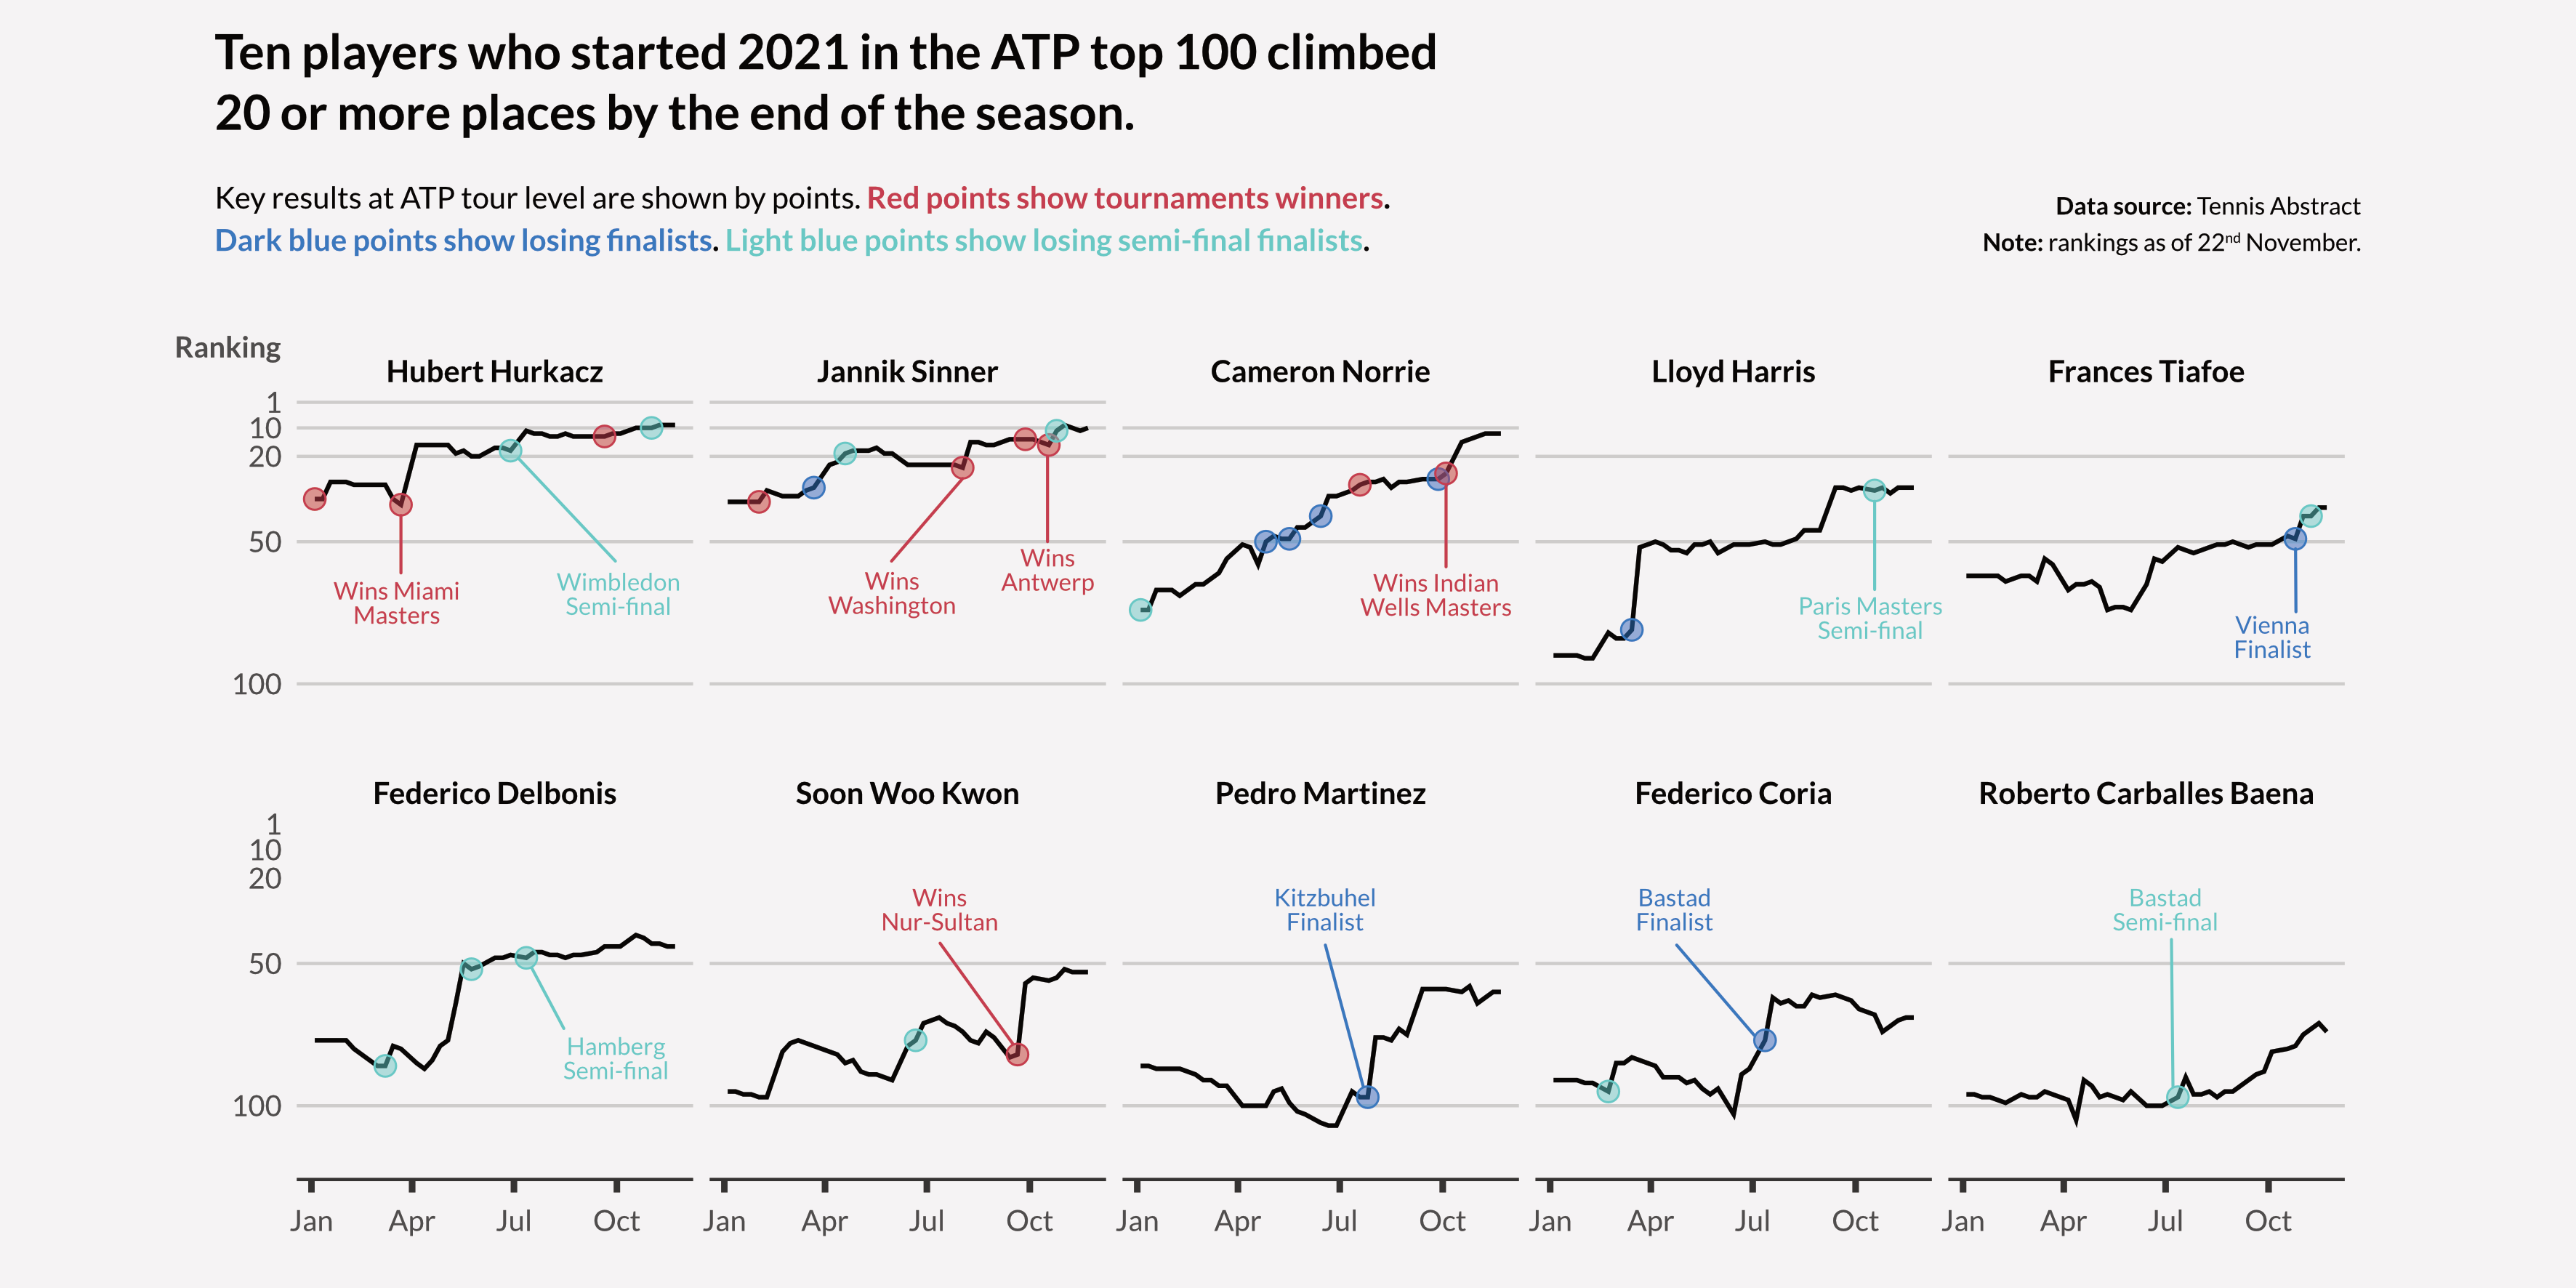 Ten players who started 2021 in the ATP top 100 climbed
20 or more places by the end of the season.
Key results at ATP tour level are shown by points. Red points show tournaments winners.
Dark blue points show losing finalists. Light blue points show losing semi-final finalists.
Data source: Tennis Abstract
Note: rankings as of 22nd November.
Ranking
Hubert Hurkacz
Jannik Sinner
Cameron Norrie
Lloyd Harris
Frances Tiafoe
1
10
20
50
100
Wins Miami
Masters
Wimbledon
Semi-final
Wins
Washington
Wins
Antwerp
Wins Indian
Wells Masters
Paris Masters
Semi-final
Vienna
Finalist
Federico Delbonis
Soon Woo Kwon
Pedro Martinez
Federico Coria
Roberto Carballes Baena
1
10
20
50
100
Hamberg
Semi-final
Wins
Nur-Sultan
Kitzbuhel
Finalist
Bastad
Finalist
Bastad
Semi-final
Jan Apr Jul Oct
Jan Apr Jul Oct
Jan Apr Jul Oct
Jan Apr Jul Oct
Jan Apr Jul Oct